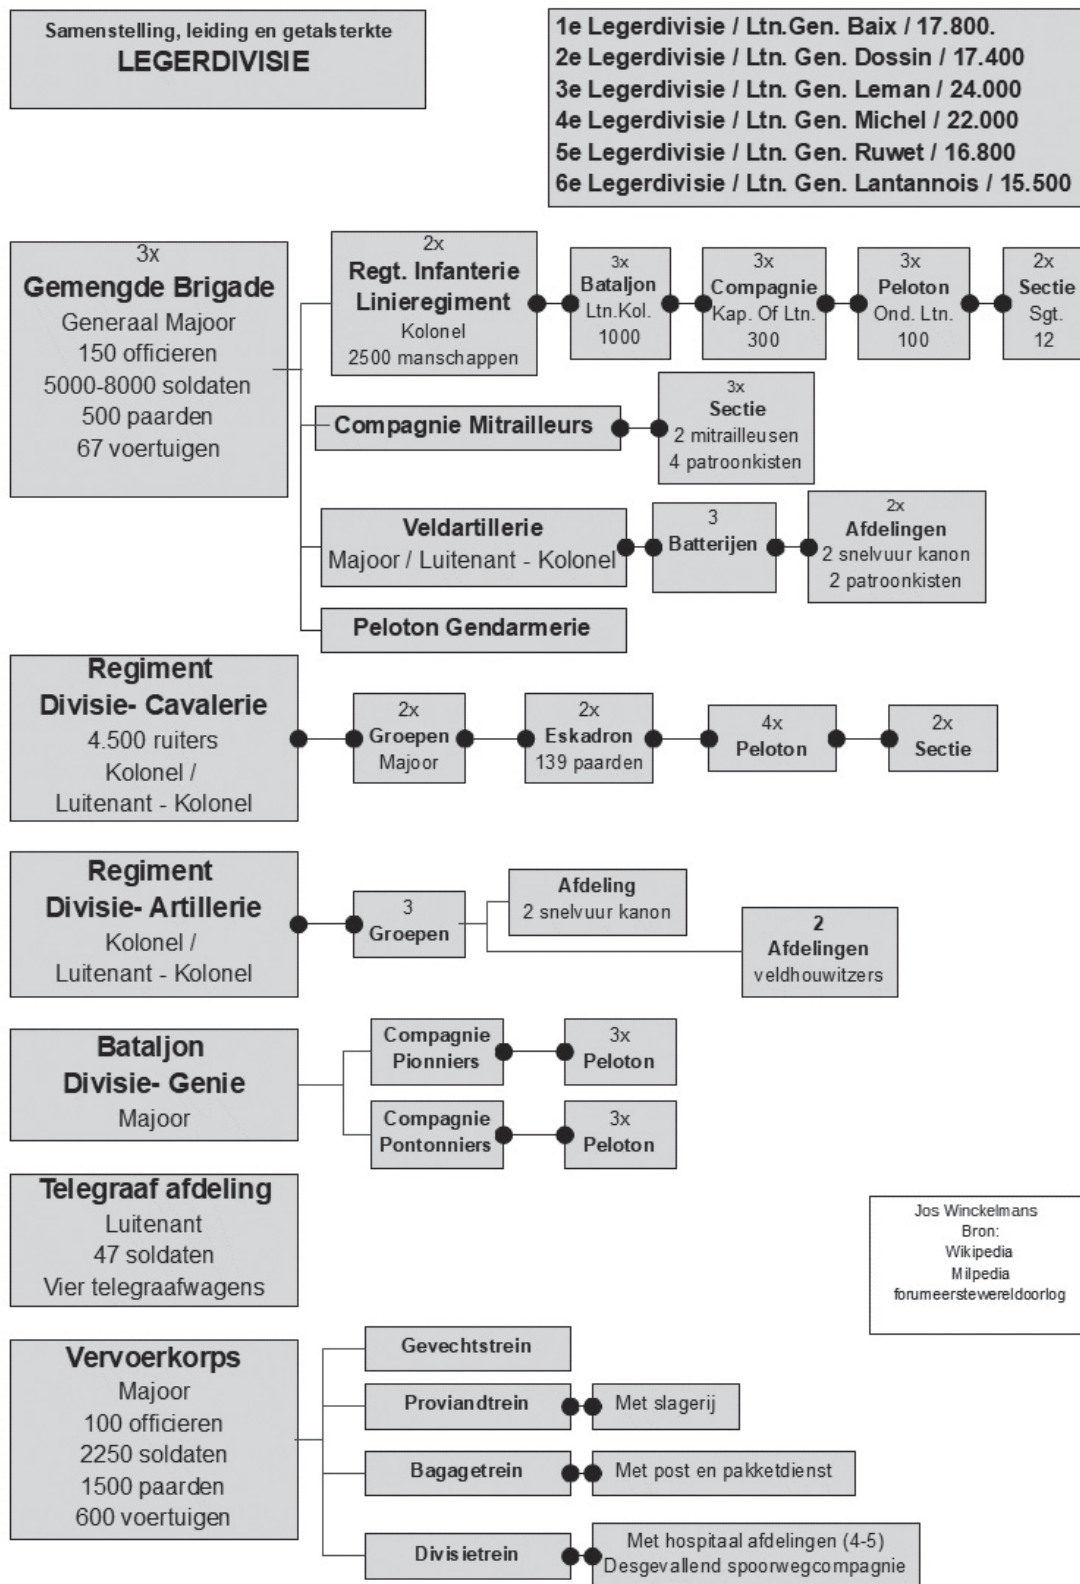 Samenstelling, leiding en getalsterkte
LEGERDIVISIE
1e Legerdivisie / Ltn.Gen. Baix / 17.800.
2e Legerdivisie / Ltn. Gen. Dossin / 17.400
3e Legerdivisie / Ltn. Gen. Leman / 24.000
4e Legerdivisie / Ltn. Gen. Michel / 22.000
5e Legerdivisie / Ltn. Gen. Ruwet / 16.800
6e Legerdivisie / Ltn. Gen. Lantannois / 15.500
3x
Gemengde Brigade
Generaal Majoor
150 officieren
5000-8000 soldaten
500 paarden
67 voertuigen
2x
Regt. Infanterie
Linieregiment
Kolonel
2500 manschappen
3x
Bataljon
Ltn.Kol.
1000
3x
Compagnie
Kap. Of Ltn.
300
3x
Peloton
Ond. Ltn.
100
2x
Sectie
Sgt.
12
Compagnie Mitrailleurs
3x
Sectie
2 mitrailleusen
4 patroonkisten
Veldartillerie
Majoor / Luitenant - Kolonel
3
Batterijen
2x
Afdelingen
2 snelvuur kanon
2 patroonkisten
Peloton Gendarmerie
Regiment
Divisie- Cavalerie
4.500 ruiters
Kolonel /
Luitenant - Kolonel
2x
Groepen
Majoor
2x
Eskadron
139 paarden
4x
Peloton
2x
Sectie
Regiment
Divisie- Artillerie
Kolonel /
Luitenant - Kolonel
3
Groepen
Afdeling
2 snelvuur kanon
2
Afdelingen
veldhouwitzers
Bataljon
Divisie- Genie
Majoor
Compagnie
Pionniers
3x
Peloton
Compagnie
Pontonniers
3x
Peloton
Telegraaf afdeling
Luitenant
47 soldaten
Vier telegraafwagens
Jos Winckelmans
Bron:
Wikipedia
Milpedia
forumeerstewereldoorlog
Vervoerkorps
Majoor
100 officieren
2250 soldaten
1500 paarden
600 voertuigen
Gevechtstrein
Proviandtrein
Met slagerij
Bagagetrein
Met post en pakketdienst
Divisietrein
Met hospitaal afdelingen (4-5)
Desgevallend spoorwegcompagnie